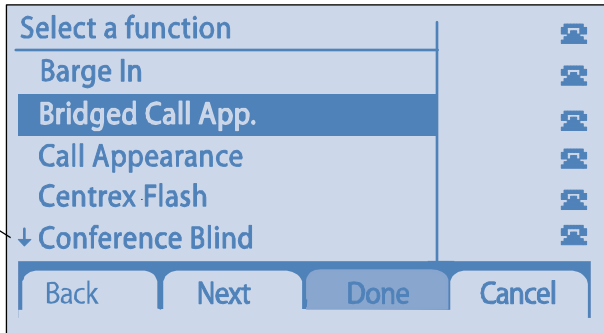 Select a function
Barge In
Bridged Call App.
Call Appearance
Centrex Flash
Conference Blind
Back Next Done Cancel